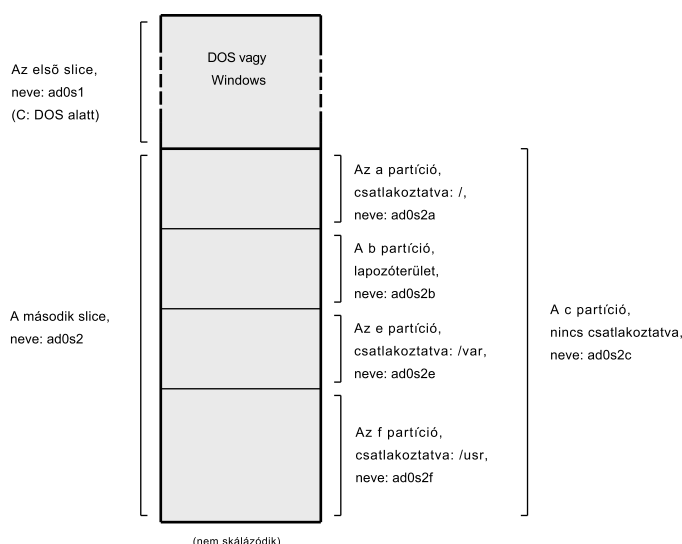 DOS vagy
Windows
Az elsõ slice,
neve: ad0s1
(C: DOS alatt)
Az a partíció,
csatlakoztatva: /,
neve: ad0s2a
A b partíció,
lapozóterület,
neve: ad0s2b
A második slice,
neve: ad0s2
Az e partíció,
csatlakoztatva: /var,
neve: ad0s2e
A c partíció,
nincs csatlakoztatva,
neve: ad0s2c
Az f partíció,
csatlakoztatva: /usr,
neve: ad0s2f
(nem skálázódik)